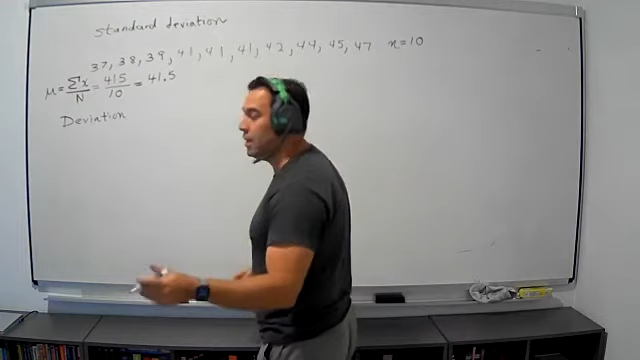 standard deviation
37, 38, 39, 41, 41, 41, 42, 44, 45, 47 n=10
μ = Σx/N = 415/10 = 41.5
Deviation